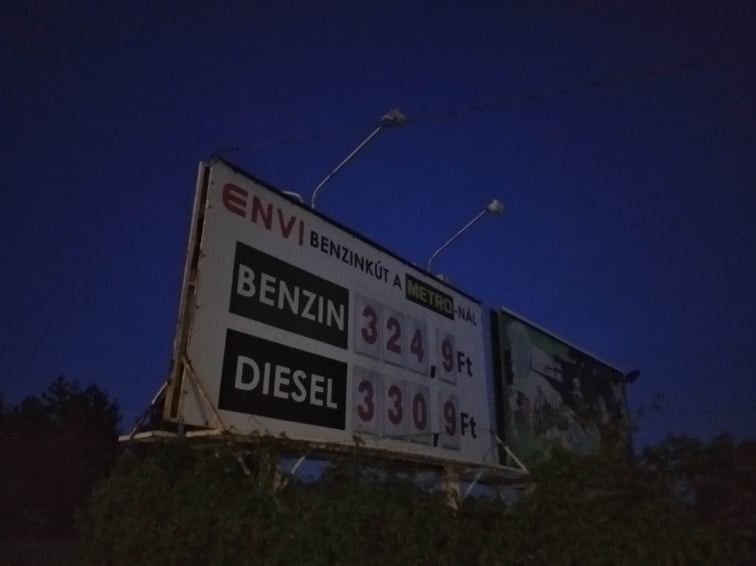 ENVI BENZINKÚT A METRO-NÁL
BENZIN 324,9 Ft
DIESEL 330,9 Ft